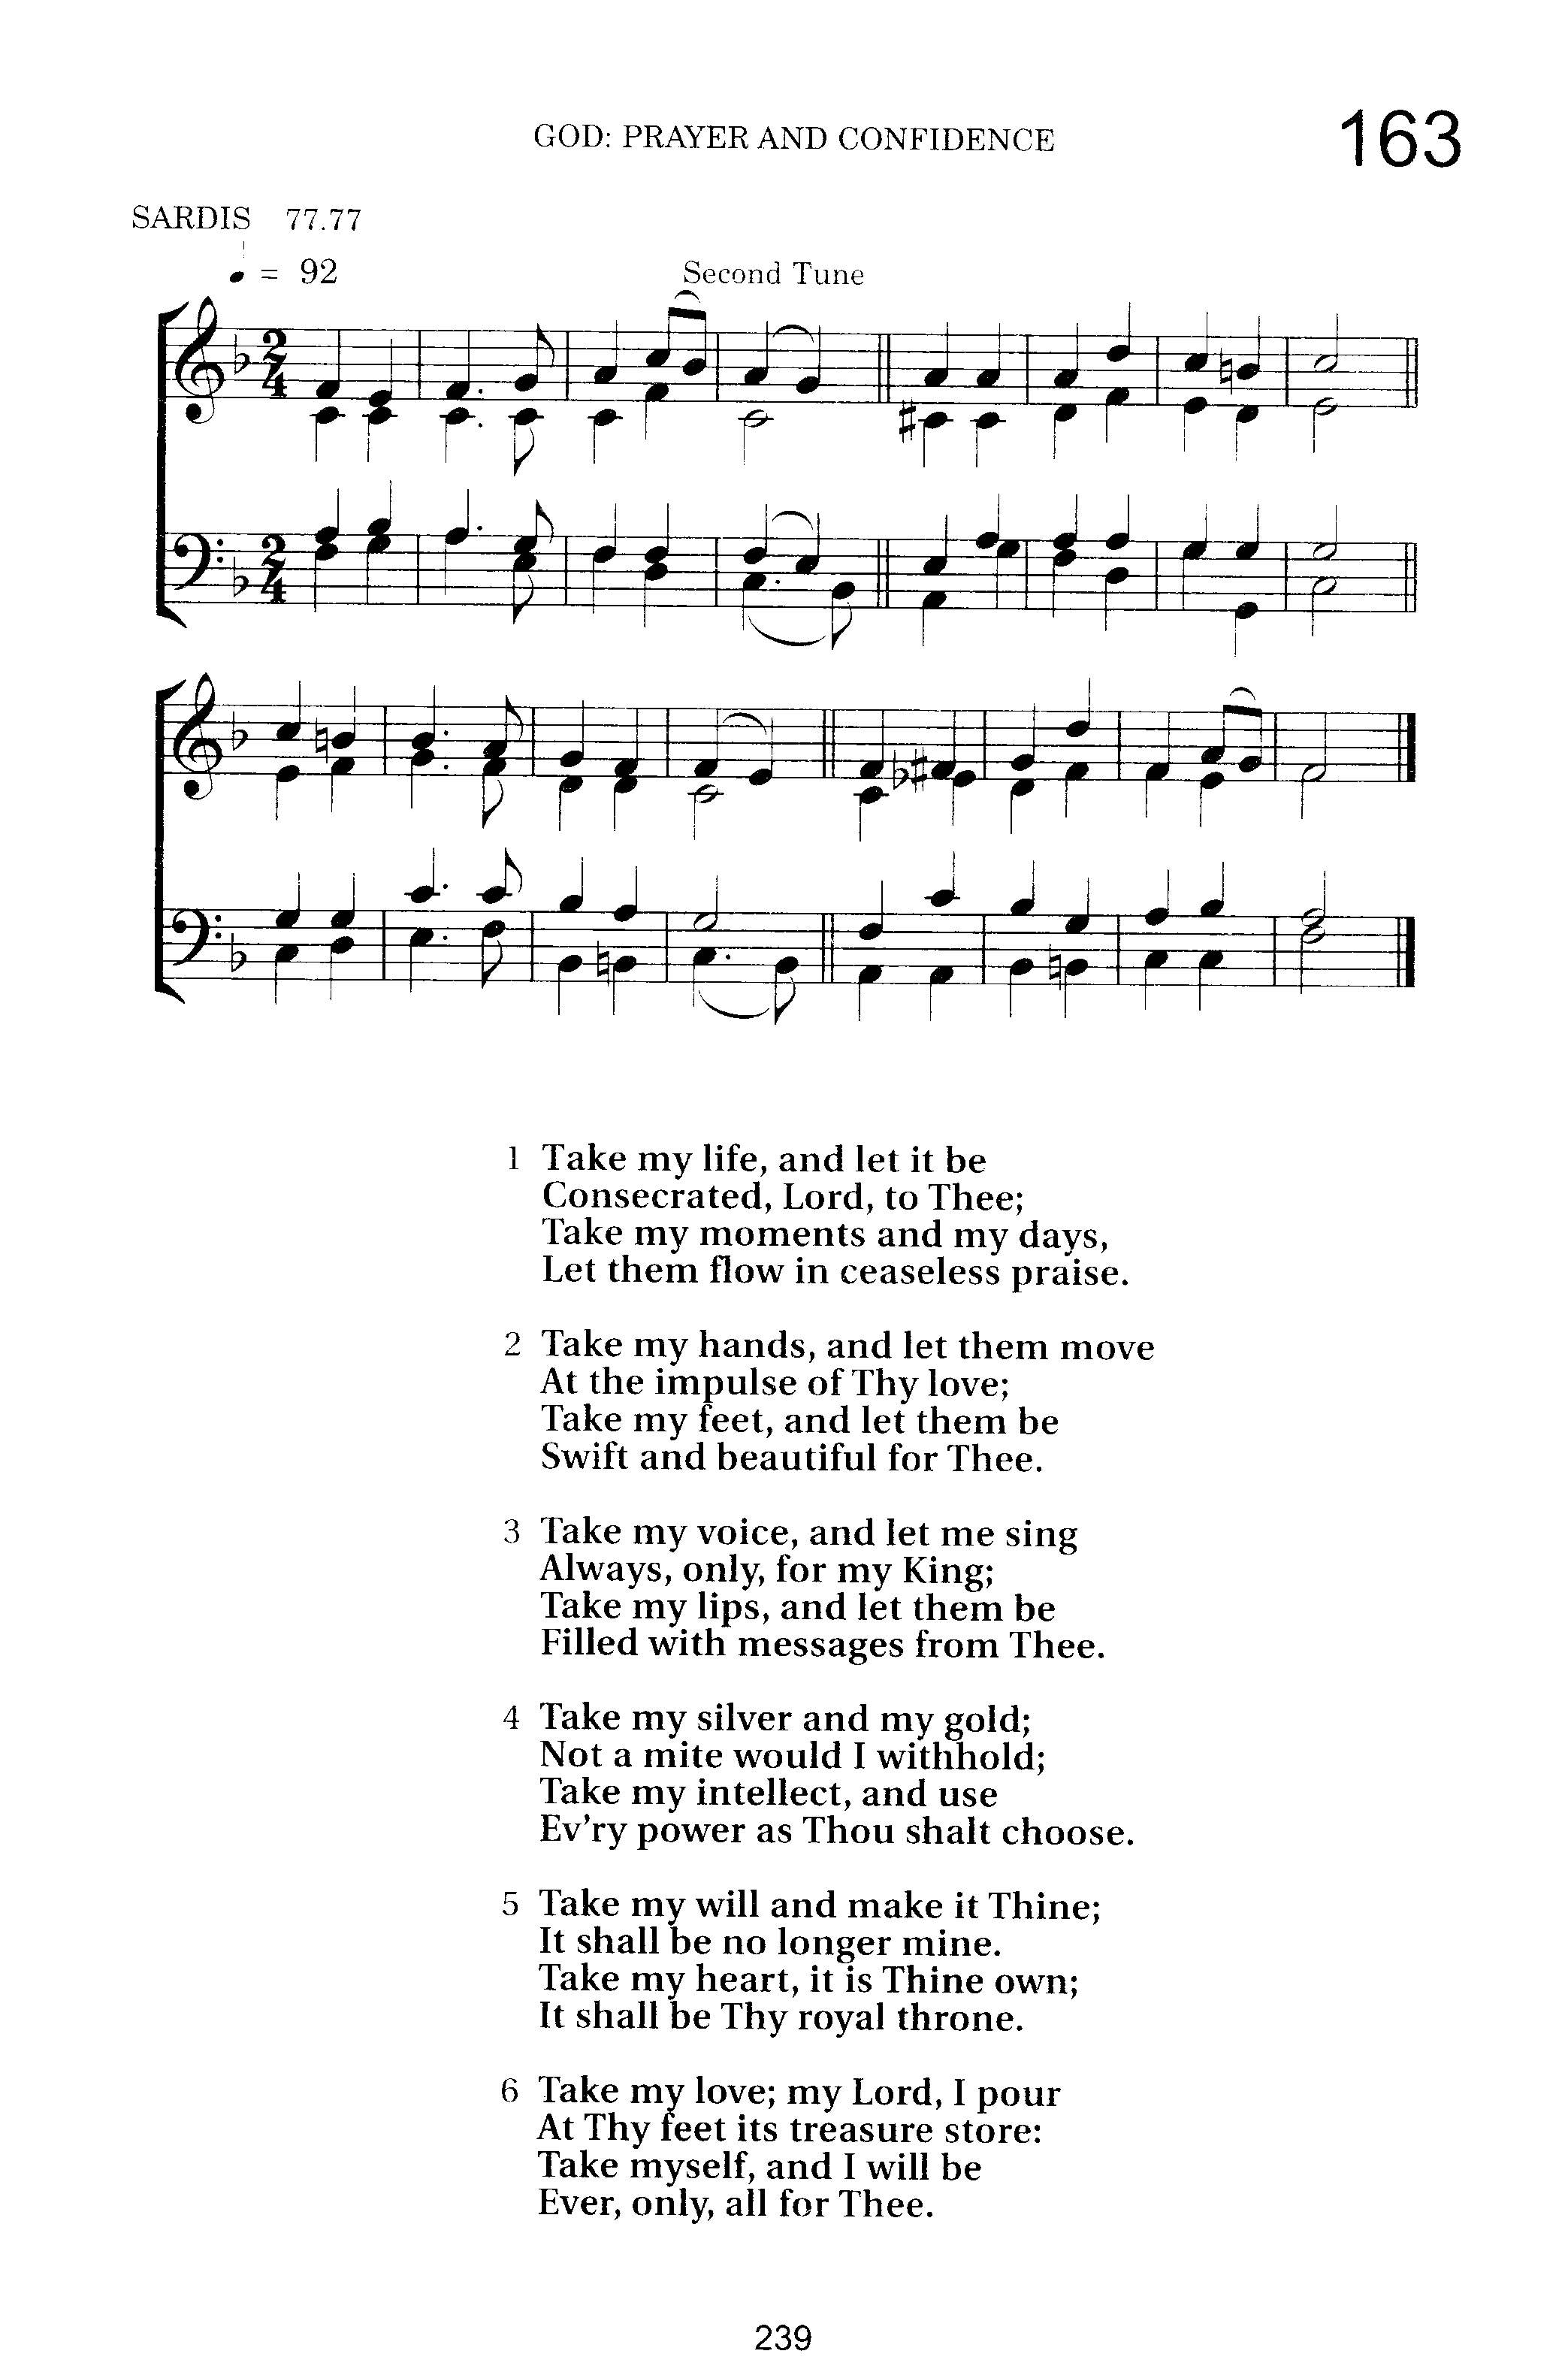 GOD: PRAYER AND CONFIDENCE
163
SARDIS 77.77
= 92
Second Tune
1 Take my life, and let it be
Consecrated, Lord, to Thee;
Take my moments and my days,
Let them flow in ceaseless praise.
2 Take my hands, and let them move
At the impulse of Thy love;
Take my feet, and let them be
Swift and beautiful for Thee.
3 Take my voice, and let me sing
Always, only, for my King;
Take my lips, and let them be
Filled with messages from Thee.
4 Take my silver and my gold;
Not a mite would I withhold;
Take my intellect, and use
Ev’ry power as Thou shalt choose.
5 Take my will and make it Thine;
It shall be no longer mine.
Take my heart, it is Thine own;
It shall be Thy royal throne.
6 Take my love; my Lord, I pour
At Thy feet its treasure store:
Take myself, and I will be
Ever, only, all for Thee.
239